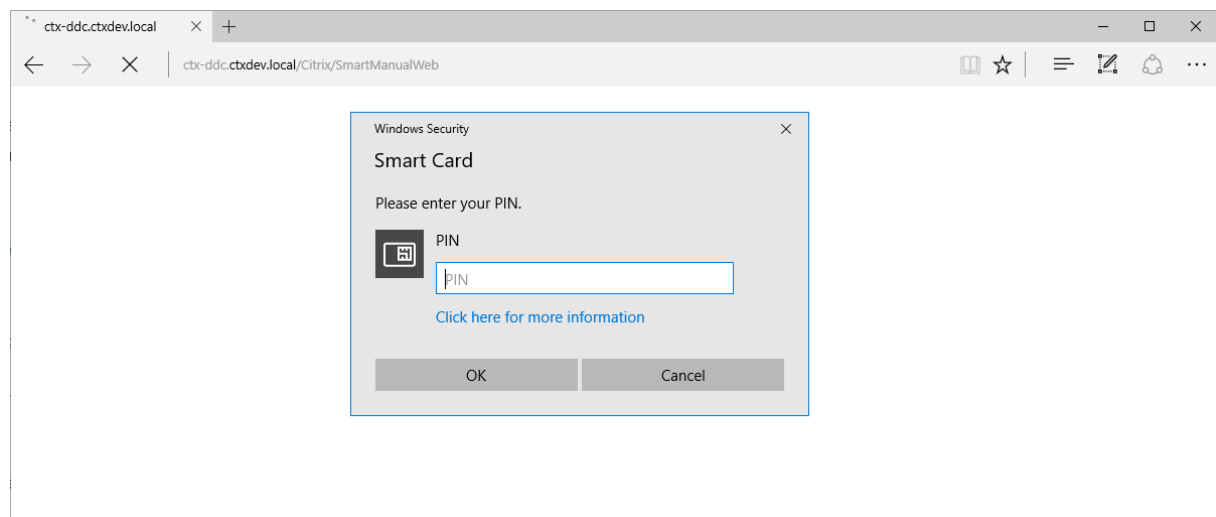 ctx-ddc.ctxdev.local
ctx-ddc.ctxdev.local/Citrix/SmartManualWeb
Windows Security
Smart Card
Please enter your PIN.
PIN
PIN
Click here for more information
OK Cancel